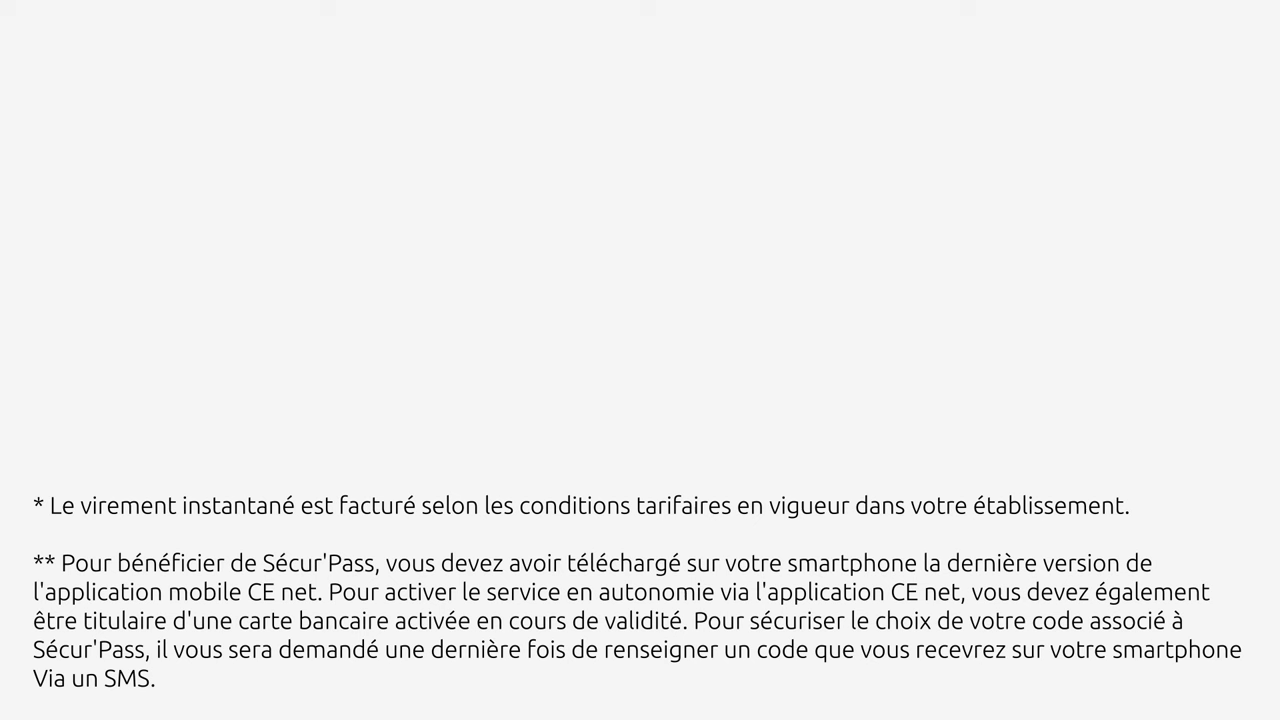 * Le virement instantané est facturé selon les conditions tarifaires en vigueur dans votre établissement.
** Pour bénéficier de Sécur'Pass, vous devez avoir téléchargé sur votre smartphone la dernière version de
l'application mobile CE net. Pour activer le service en autonomie via l'application CE net, vous devez également
être titulaire d'une carte bancaire activée en cours de validité. Pour sécuriser le choix de votre code associé à
Sécur'Pass, il vous sera demandé une dernière fois de renseigner un code que vous recevrez sur votre smartphone
Via un SMS.